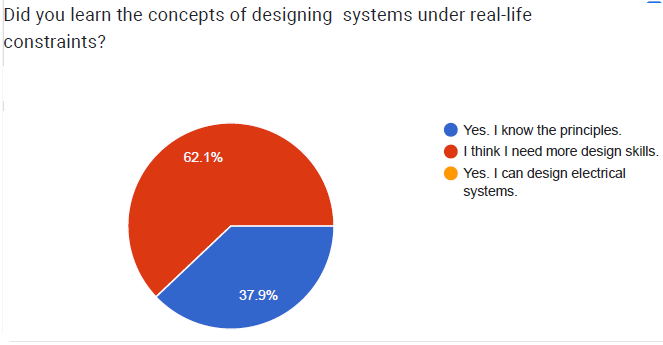 Did you learn the concepts of designing  systems under real-life
constraints?
62.1%
37.9%
Yes. I know the principles.
I think I need more design skills.
Yes. I can design electrical
systems.